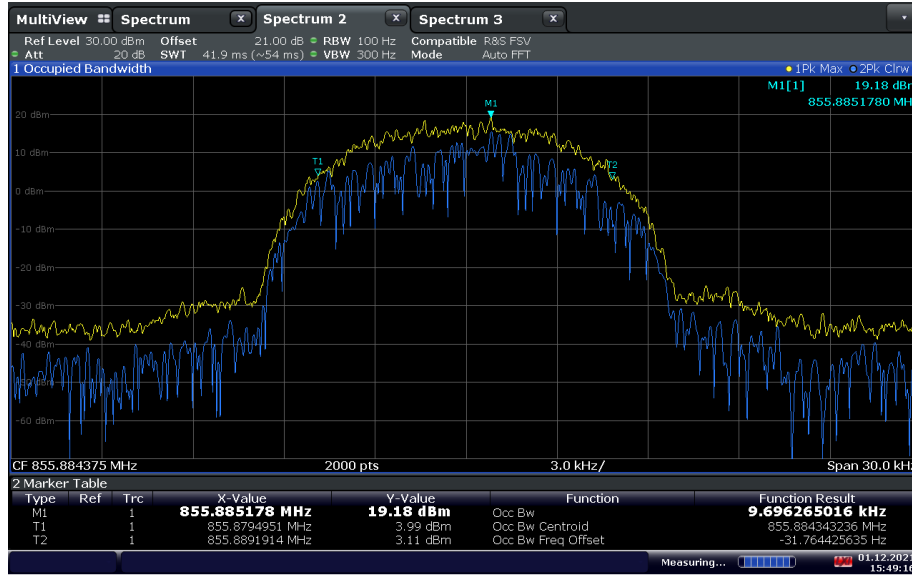 MultiView Spectrum X Spectrum 2 X Spectrum 3 X
Ref Level 30.00 dBm Offset 21.00 dB RBW 100 Hz Compatible R&S FSV
Att 20 dB SWT 41.9 ms (~54 ms) VBW 300 Hz Mode Auto FFT
1 Occupied Bandwidth 1Pk Max 2Pk Clrw
M1[1] 19.18 dBm
855.8851780 MH
M1
20 dBm
10 dBm
T1
T2
0 dBm
-10 dBm
-20 dBm
-30 dBm
-40 dBm
-50 dBm
-60 dBm
CF 855.884375 MHz 2000 pts 3.0 kHz/ Span 30.0 kHz
2 Marker Table
Type Ref Trc X-Value Y-Value Function Function Result
M1 1 855.885178 MHz 19.18 dBm Occ Bw 9.696265016 kHz
T1 1 855.8794951 MHz 3.99 dBm Occ Bw Centroid 855.884343236 MHz
T2 1 855.8891914 MHz 3.11 dBm Occ Bw Freq Offset -31.764425635 Hz
Measuring... 01.12.2021
15:49:16